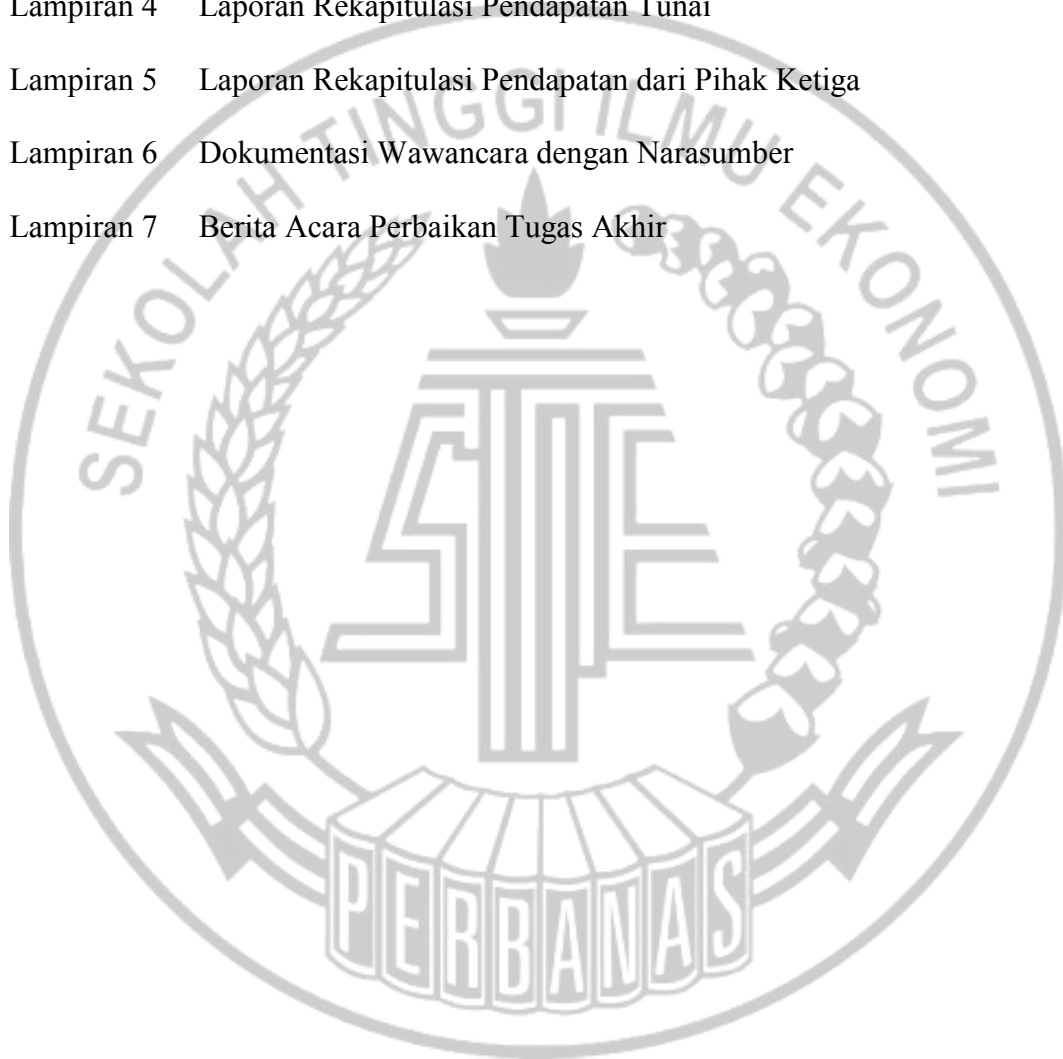 Lampiran 4 Laporan Rekapitulasi Pendapatan Tunai
Lampiran 5 Laporan Rekapitulasi Pendapatan dari Pihak Ketiga
Lampiran 6 Dokumentasi Wawancara dengan Narasumber
Lampiran 7 Berita Acara Perbaikan Tugas Akhir
SEKOLAH TINGGI ILMU EKONOMI
STIE
PERBANAS